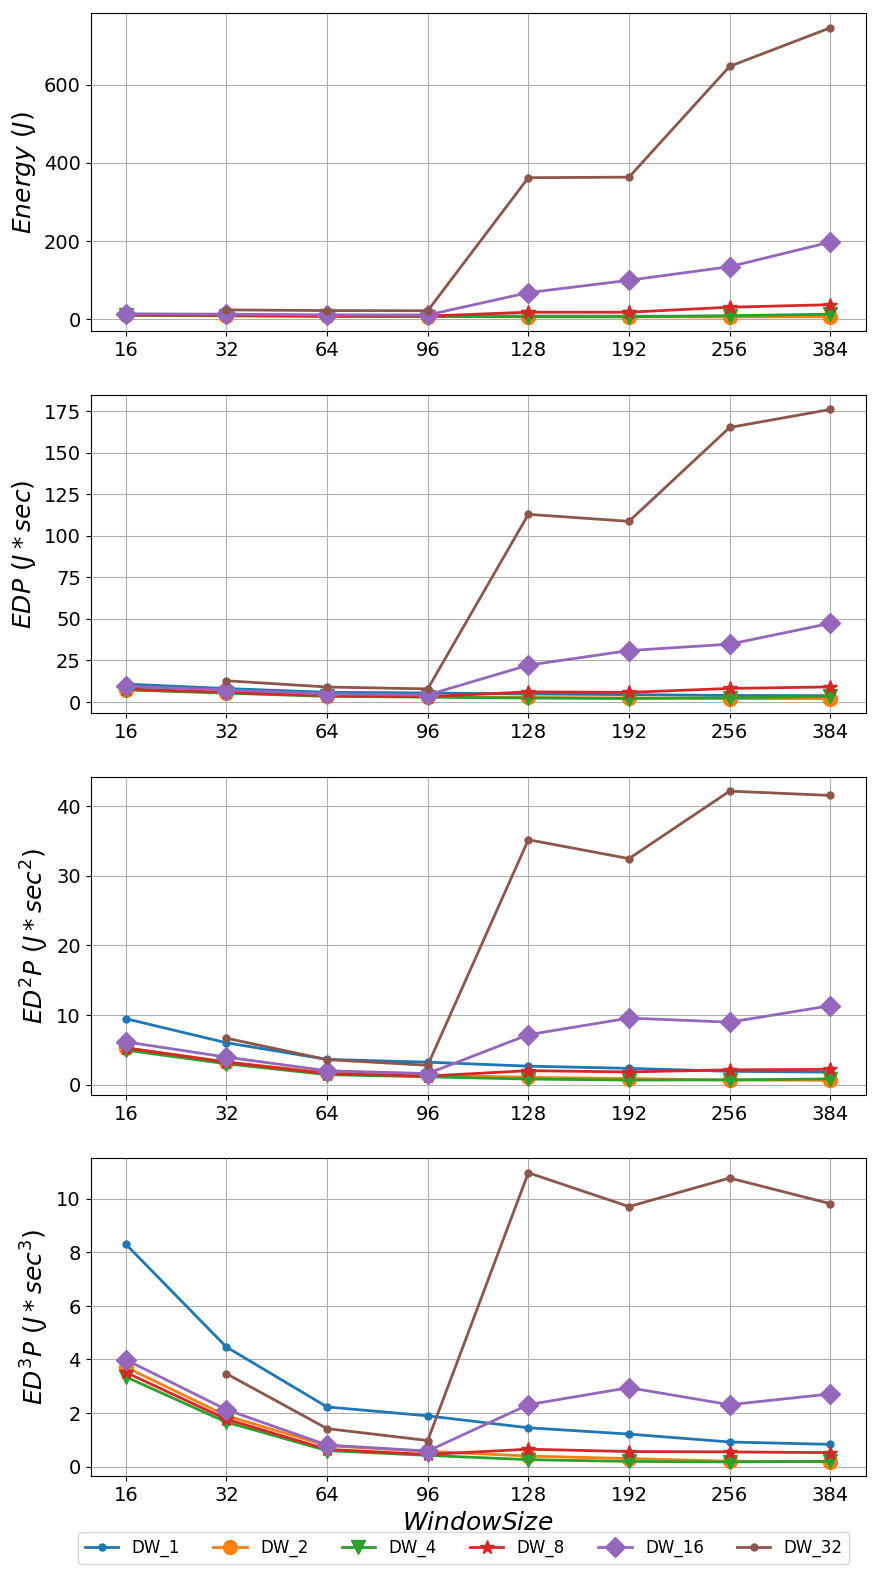 Energy (J)
600
400
200
0
16 32 64 96 128 192 256 384
EDP (J * sec)
175
150
125
100
75
50
25
0
16 32 64 96 128 192 256 384
ED²P (J * sec²)
40
30
20
10
0
16 32 64 96 128 192 256 384
ED³P (J * sec³)
10
8
6
4
2
0
16 32 64 96 128 192 256 384
WindowSize
DW_1 DW_2 DW_4 DW_8 DW_16 DW_32